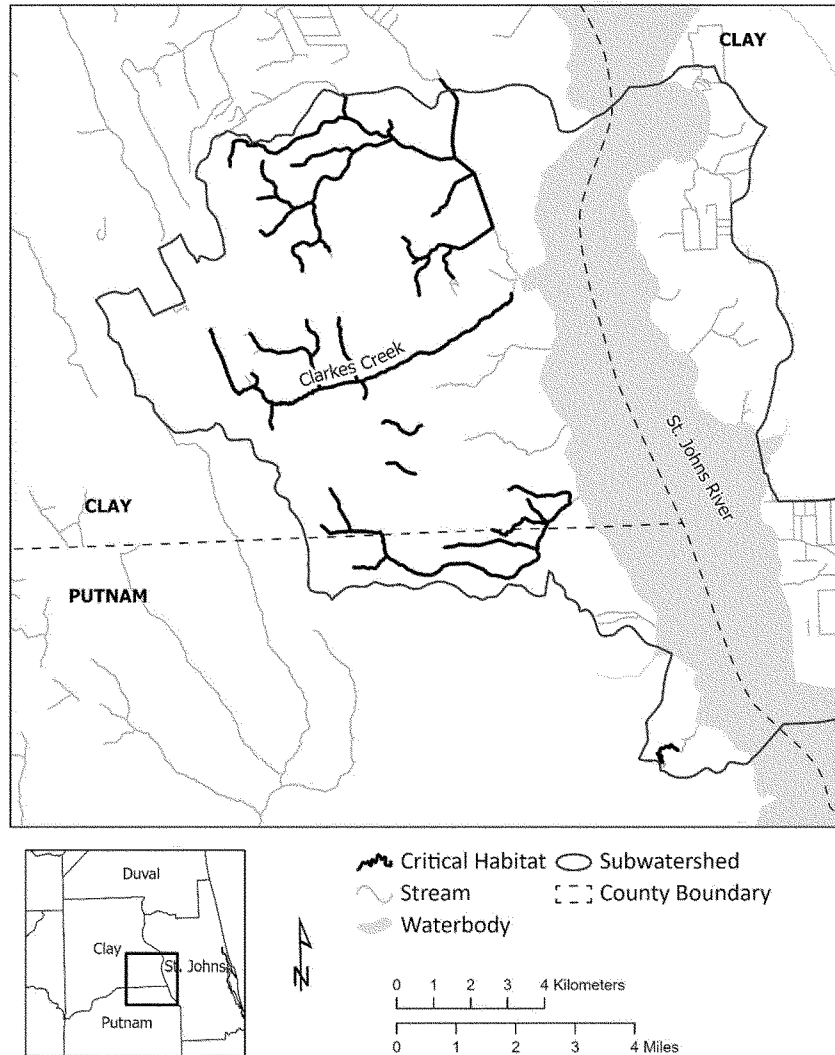 CLAY
Clarkes Creek
St. Johns River
CLAY
PUTNAM
Duval
Clay
St. Johns
Putnam
N
Critical Habitat
Subwatershed
Stream
County Boundary
Waterbody
0 1 2 3 4 Kilometers
0 1 2 3 4 Miles